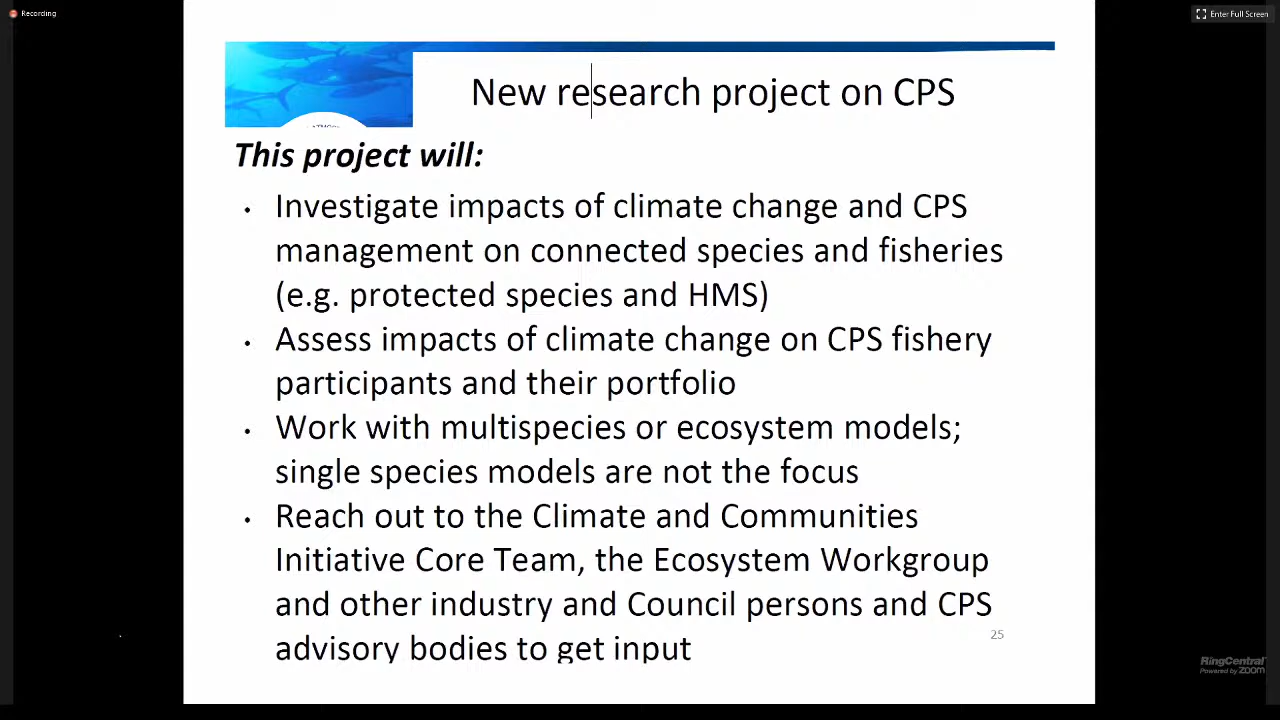 Recording
Enter Full Screen
New research project on CPS
This project will:
• Investigate impacts of climate change and CPS
management on connected species and fisheries
(e.g. protected species and HMS)
• Assess impacts of climate change on CPS fishery
participants and their portfolio
• Work with multispecies or ecosystem models;
single species models are not the focus
• Reach out to the Climate and Communities
Initiative Core Team, the Ecosystem Workgroup
and other industry and Council persons and CPS
advisory bodies to get input
25
RingCentral
Powered by zoom